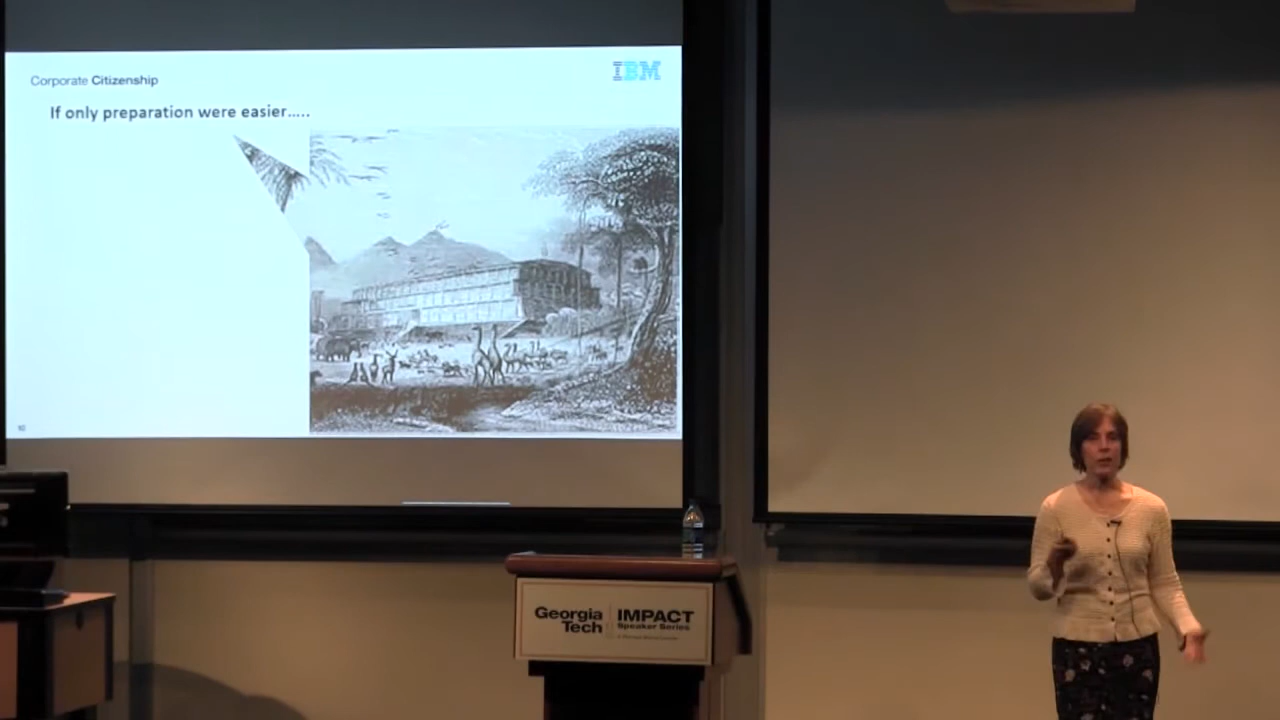 Corporate Citizenship
IBM
If only preparation were easier.....
Georgia
Tech
IMPACT
Speaker Series